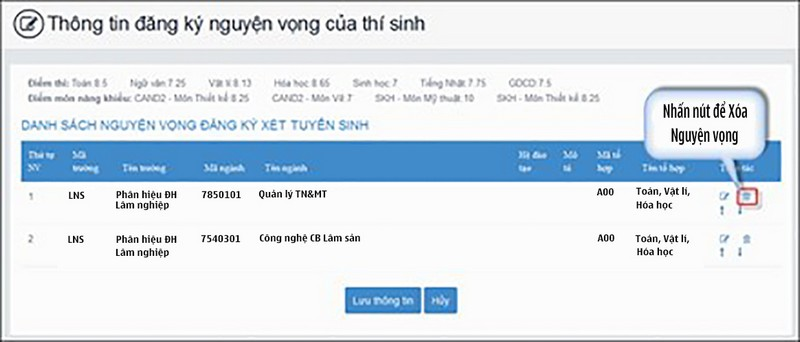 Thông tin đăng ký nguyện vọng của thí sinh
Điểm thi: Toán 8.5 Ngữ văn 7.25 Vật lí 8.13 Hóa học 8.65 Sinh học 7 Tiếng Nhật 7.75 GDCD 7.5
Điểm môn năng khiếu: CAND2 - Môn Thiết kế 8.25 CAND2 - Môn Vẽ 7 SKH - Môn Mỹ thuật 10 SKH - Môn Thiết kế 8.25
Nhấn nút để Xóa
Nguyện vọng
DANH SÁCH NGUYỆN VỌNG ĐĂNG KÝ XÉT TUYỂN SINH
Thứ tự NV Mã trường Tên trường Mã ngành Tên ngành Hệ đào tạo Mô tả Mã tổ hợp Tên tổ hợp tác
1 LNS Phân hiệu ĐH 7850101 Quản lý TN&MT A00 Toán, Vật lí,
Lâm nghiệp Hóa học
2 LNS Phân hiệu ĐH 7540301 Công nghệ CB Lâm sản A00 Toán, Vật lí,
Lâm nghiệp Hóa học
Lưu thông tin Hủy